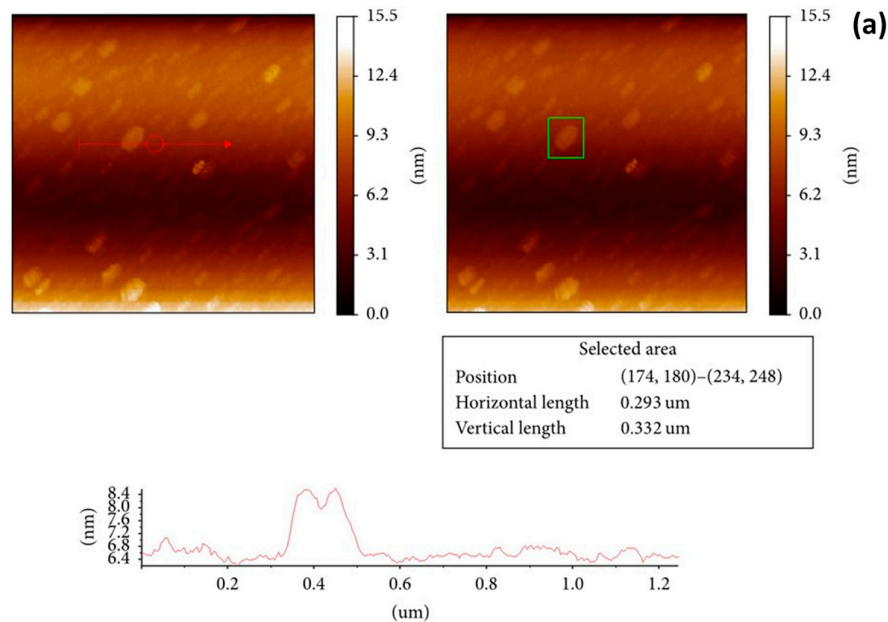 15.5
12.4
9.3
6.2
3.1
0.0
(nm)
15.5
12.4
9.3
6.2
3.1
0.0
(nm)
(a)
Selected area
Position (174, 180)–(234, 248)
Horizontal length 0.293 um
Vertical length 0.332 um
8.4
8.0
7.6
7.2
6.8
6.4
(nm)
0.2 0.4 0.6 0.8 1.0 1.2
(um)